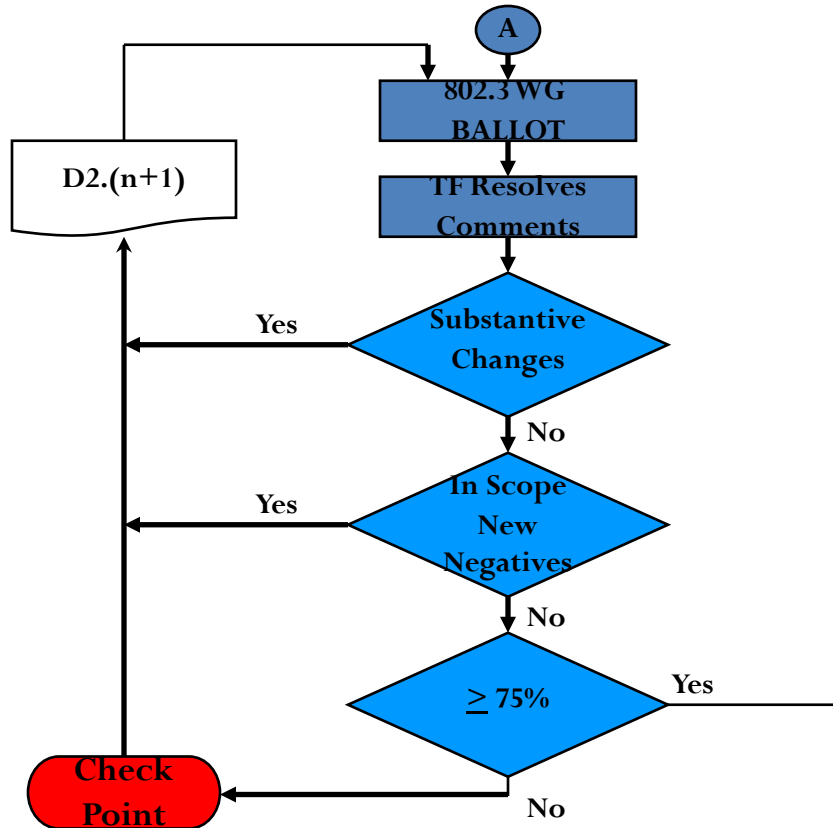 A
802.3 WG
BALLOT
D2.(n+1)
TF Resolves
Comments
Yes
Substantive
Changes
No
Yes
In Scope
New
Negatives
No
≥ 75%
Yes
Check
Point
No